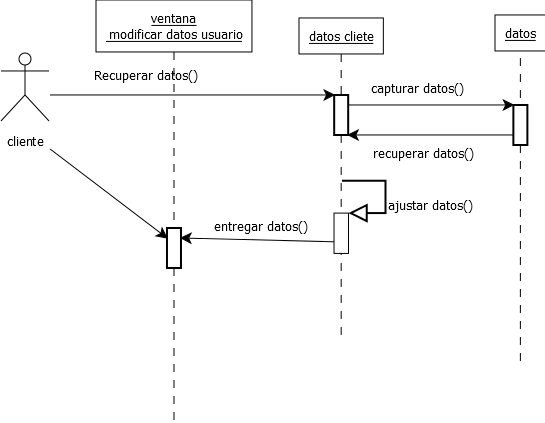 ventana
modificar datos usuario
datos cliete
datos
Recuperar datos()
capturar datos()
cliente
recuperar datos()
ajustar datos()
entregar datos()